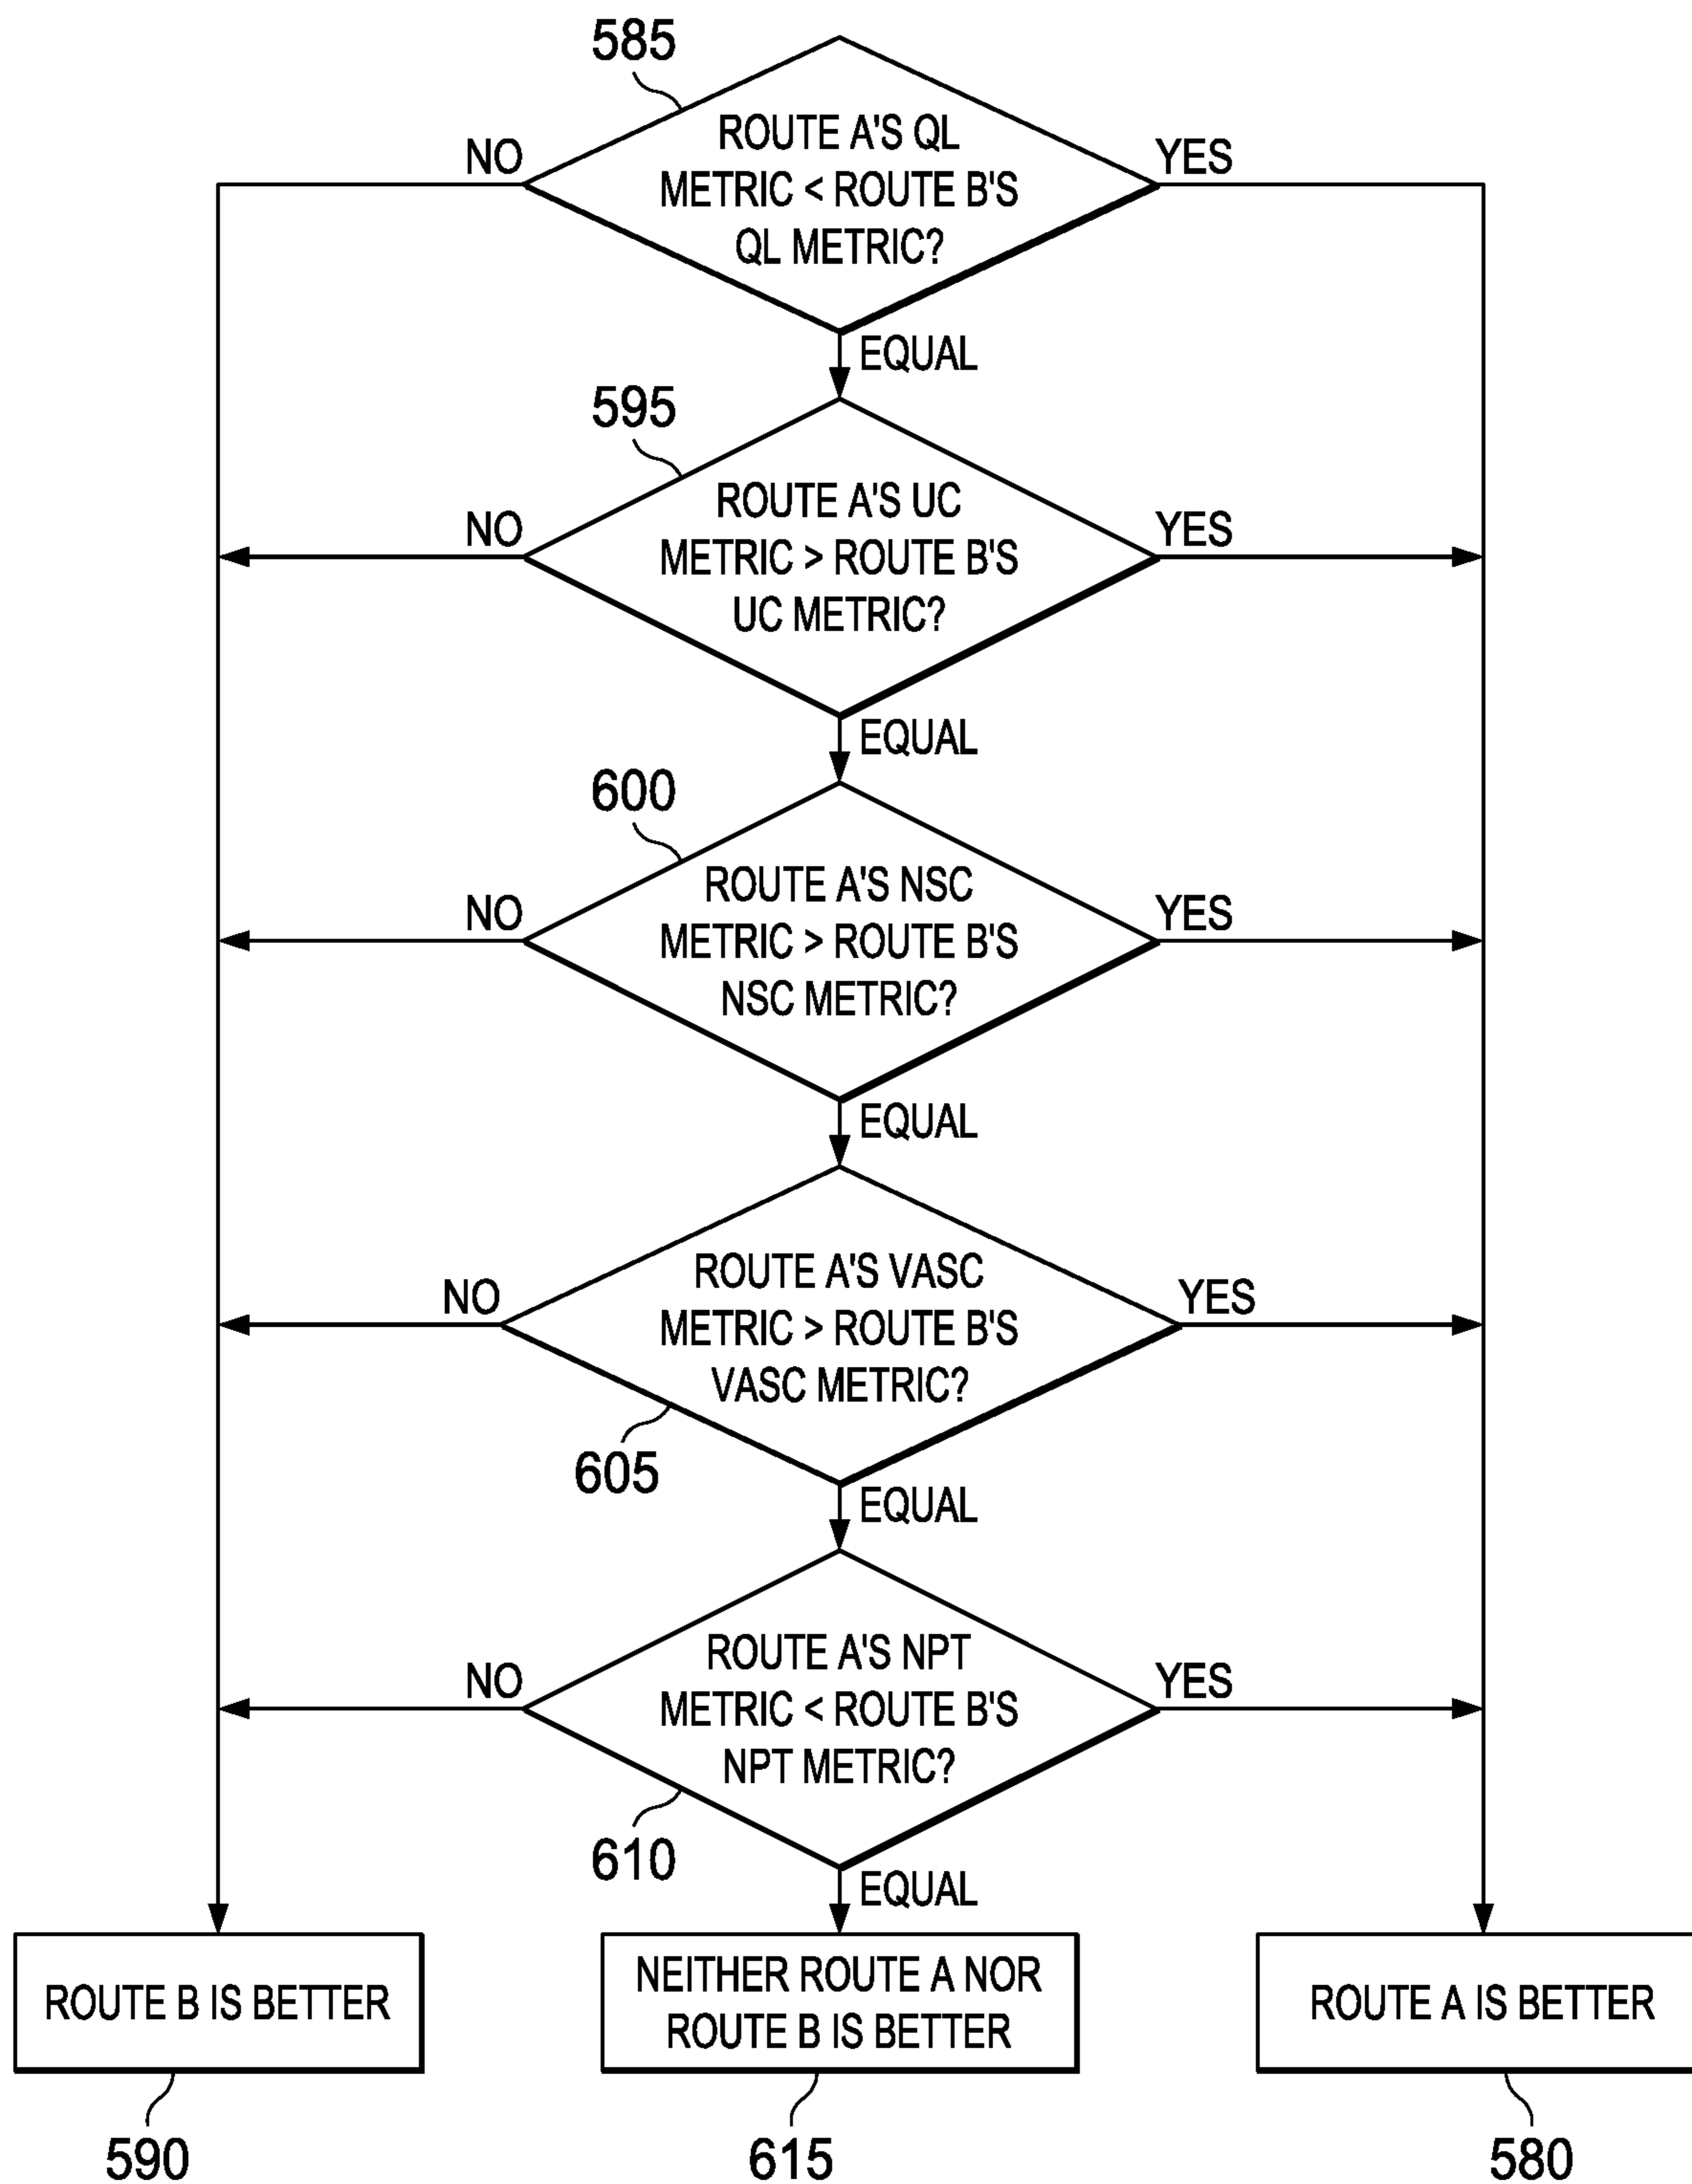 585
ROUTE A'S QL
METRIC < ROUTE B'S
QL METRIC?
NO
YES
EQUAL
595
ROUTE A'S UC
METRIC > ROUTE B'S
UC METRIC?
NO
YES
EQUAL
600
ROUTE A'S NSC
METRIC > ROUTE B'S
NSC METRIC?
NO
YES
EQUAL
ROUTE A'S VASC
METRIC > ROUTE B'S
VASC METRIC?
NO
YES
605
EQUAL
ROUTE A'S NPT
METRIC < ROUTE B'S
NPT METRIC?
NO
YES
610
EQUAL
ROUTE B IS BETTER
NEITHER ROUTE A NOR
ROUTE B IS BETTER
ROUTE A IS BETTER
590
615
580